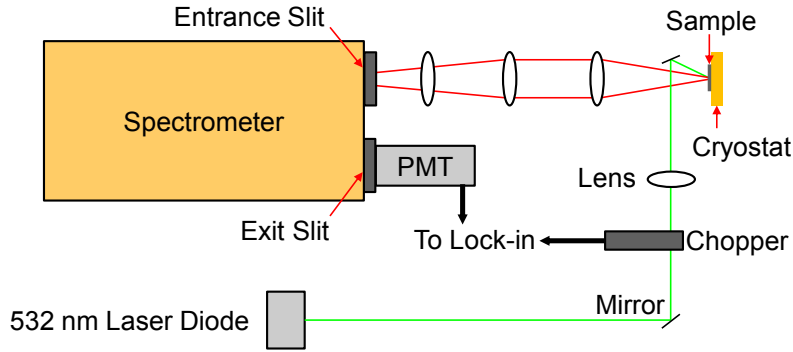 Entrance Slit
Sample
Spectrometer
Cryostat
PMT
Lens
Exit Slit
To Lock-in
Chopper
Mirror
532 nm Laser Diode